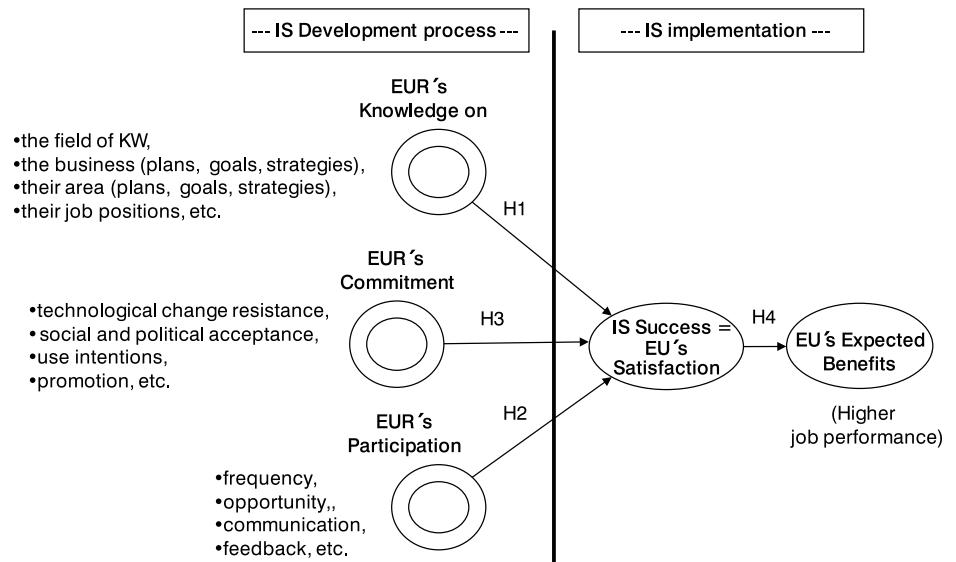 --- IS Development process ---
--- IS implementation ---
EUR´s
Knowledge on
•the field of KW,
•the business (plans, goals, strategies),
•their area (plans, goals, strategies),
•their job positions, etc.
H1
EUR´s
Commitment
•technological change resistance,
•social and political acceptance,
•use intentions,
•promotion, etc.
H3
IS Success =
EU´s
Satisfaction
H4
EU´s Expected
Benefits
(Higher
job performance)
EUR´s
Participation
H2
•frequency,
•opportunity,,
•communication,
•feedback, etc.